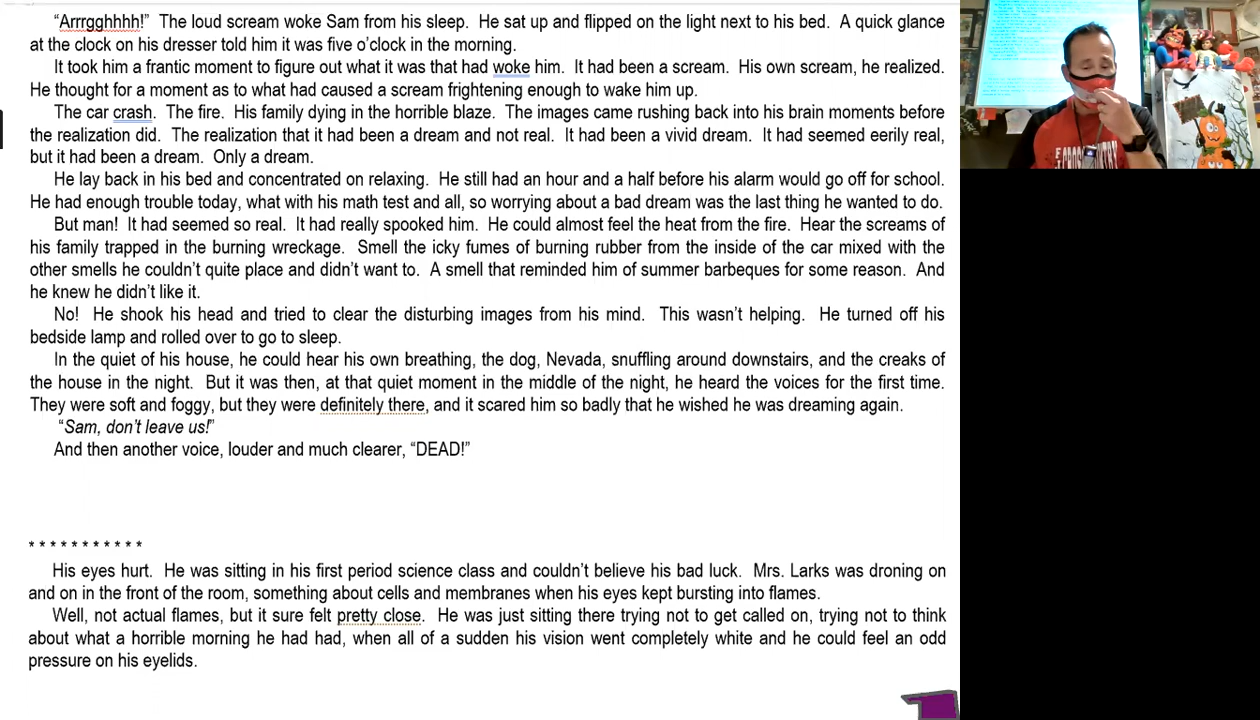 “Arrrgghhhh!” The loud scream woke Sam from his sleep. He sat up and flipped on the light next to his bed. A quick glance
at the clock on his dresser told him it was five o’clock in the morning.
It took him a frantic moment to figure out what it was that had woke him. It had been a scream. His own scream, he realized.
He thought for a moment as to what had caused a scream frightening enough to wake him up.
The car crash. The fire. His family dying in the horrible blaze. The images came rushing back into his brain moments before
the realization did. The realization that it had been a dream and not real. It had been a vivid dream. It had seemed eerily real,
but it had been a dream. Only a dream.
He lay back in his bed and concentrated on relaxing. He still had an hour and a half before his alarm would go off for school.
He had enough trouble today, what with his math test and all, so worrying about a bad dream was the last thing he wanted to do.
But man! It had seemed so real. It had really spooked him. He could almost feel the heat from the fire. Hear the screams of
his family trapped in the burning wreckage. Smell the icky fumes of burning rubber from the inside of the car mixed with the
other smells he couldn’t quite place and didn’t want to. A smell that reminded him of summer barbeques for some reason. And
he knew he didn’t like it.
No! He shook his head and tried to clear the disturbing images from his mind. This wasn’t helping. He turned off his
bedside lamp and rolled over to go to sleep.
In the quiet of his house, he could hear his own breathing, the dog, Nevada, snuffling around downstairs, and the creaks of
the house in the night. But it was then, at that quiet moment in the middle of the night, he heard the voices for the first time.
They were soft and foggy, but they were definitely there, and it scared him so badly that he wished he was dreaming again.
“Sam, don’t leave us!”
And then another voice, louder and much clearer, “DEAD!”
* * * * * * * * * * *
His eyes hurt. He was sitting in his first period science class and couldn’t believe his bad luck. Mrs. Larks was droning on
and on in the front of the room, something about cells and membranes when his eyes kept bursting into flames.
Well, not actual flames, but it sure felt pretty close. He was just sitting there trying not to get called on, trying not to think
about what a horrible morning he had had, when all of a sudden his vision went completely white and he could feel an odd
pressure on his eyelids.